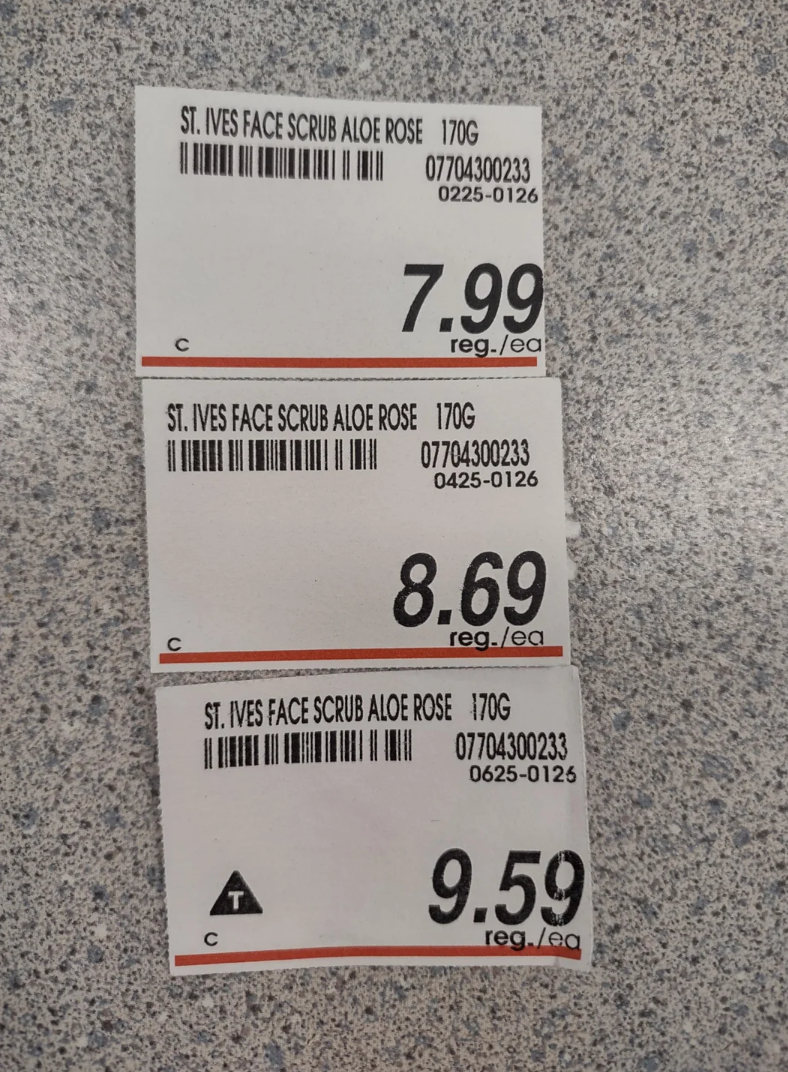 ST. IVES FACE SCRUB ALOE ROSE 170G
07704300233
0225-0126
7.99
C reg./ea
ST. IVES FACE SCRUB ALOE ROSE 170G
07704300233
0425-0126
8.69
C reg./ea
ST. IVES FACE SCRUB ALOE ROSE 170G
07704300233
0625-0126
T 9.59
C reg./ea